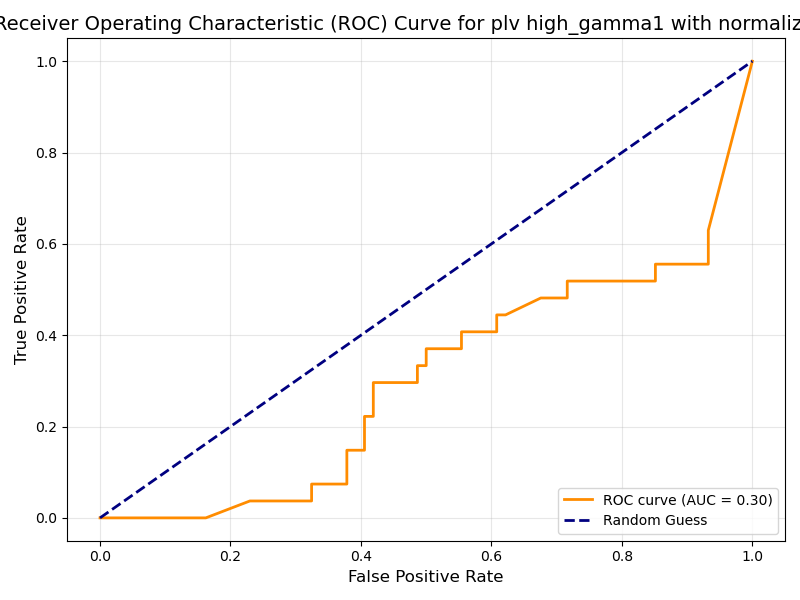 Receiver Operating Characteristic (ROC) Curve for plv high_gamma1 with normaliz
1.0
0.8
0.6
0.4
0.2
0.0
True Positive Rate
0.0 0.2 0.4 0.6 0.8 1.0
False Positive Rate
ROC curve (AUC = 0.30)
Random Guess